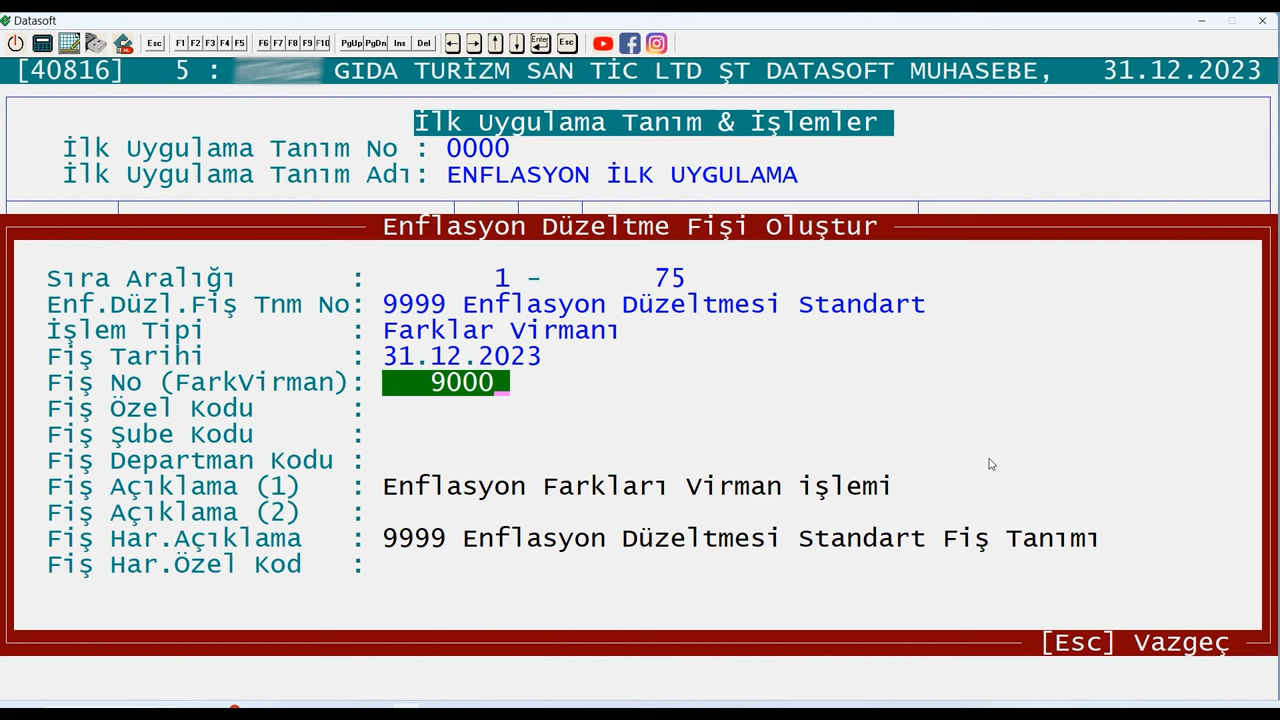 Datasoft
Esc F1 F2 F3 F4 F5 F6 F7 F8 F9 F10 PgUp PgDn Ins Del Enter Esc
[40816] 5 : GIDA TURİZM SAN TİC LTD ŞT DATASOFT MUHASEBE, 31.12.2023
İlk Uygulama Tanım & İşlemler
İlk Uygulama Tanım No : 0000
İlk Uygulama Tanım Adı: ENFLASYON İLK UYGULAMA
Enflasyon Düzeltme Fişi Oluştur
Sıra Aralığı : 1 - 75
Enf.Düzl.Fiş Tnm No: 9999 Enflasyon Düzeltmesi Standart
İşlem Tipi : Farklar Virmanı
Fiş Tarihi : 31.12.2023
Fiş No (FarkVirman): 9000
Fiş Özel Kodu :
Fiş Şube Kodu :
Fiş Departman Kodu :
Fiş Açıklama (1) : Enflasyon Farkları Virman işlemi
Fiş Açıklama (2) :
Fiş Har.Açıklama : 9999 Enflasyon Düzeltmesi Standart Fiş Tanımı
Fiş Har.Özel Kod :
[Esc] Vazgeç